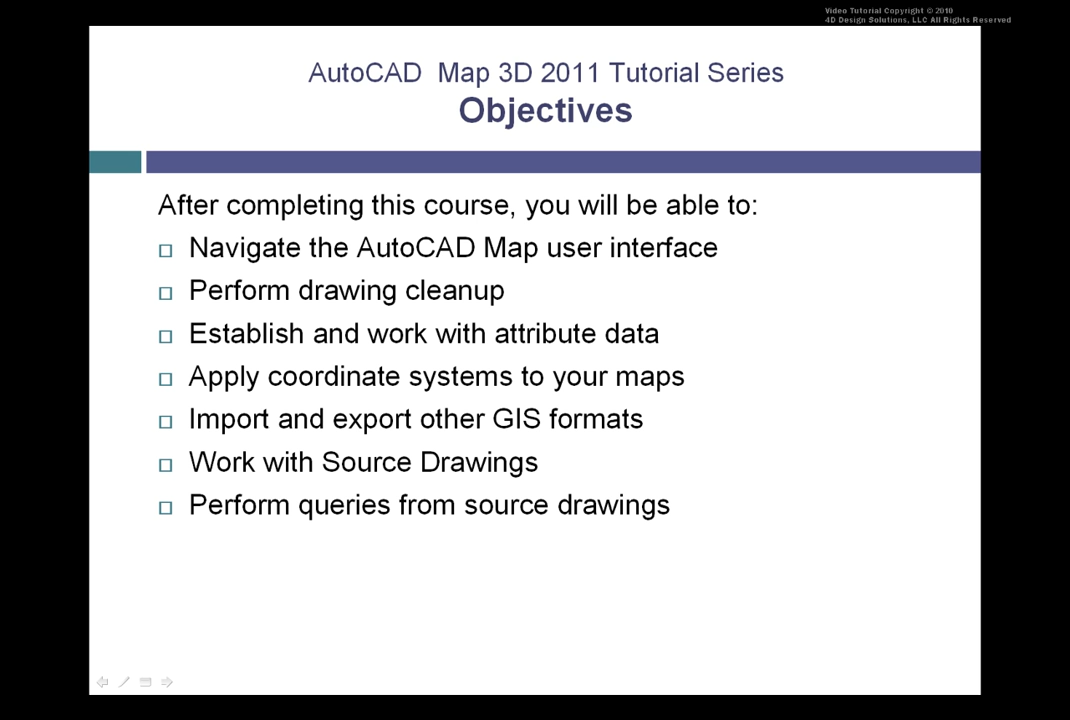 Video Tutorial Copyright © 2010
4D Design Solutions, LLC All Rights Reserved
AutoCAD Map 3D 2011 Tutorial Series
Objectives
After completing this course, you will be able to:
Navigate the AutoCAD Map user interface
Perform drawing cleanup
Establish and work with attribute data
Apply coordinate systems to your maps
Import and export other GIS formats
Work with Source Drawings
Perform queries from source drawings